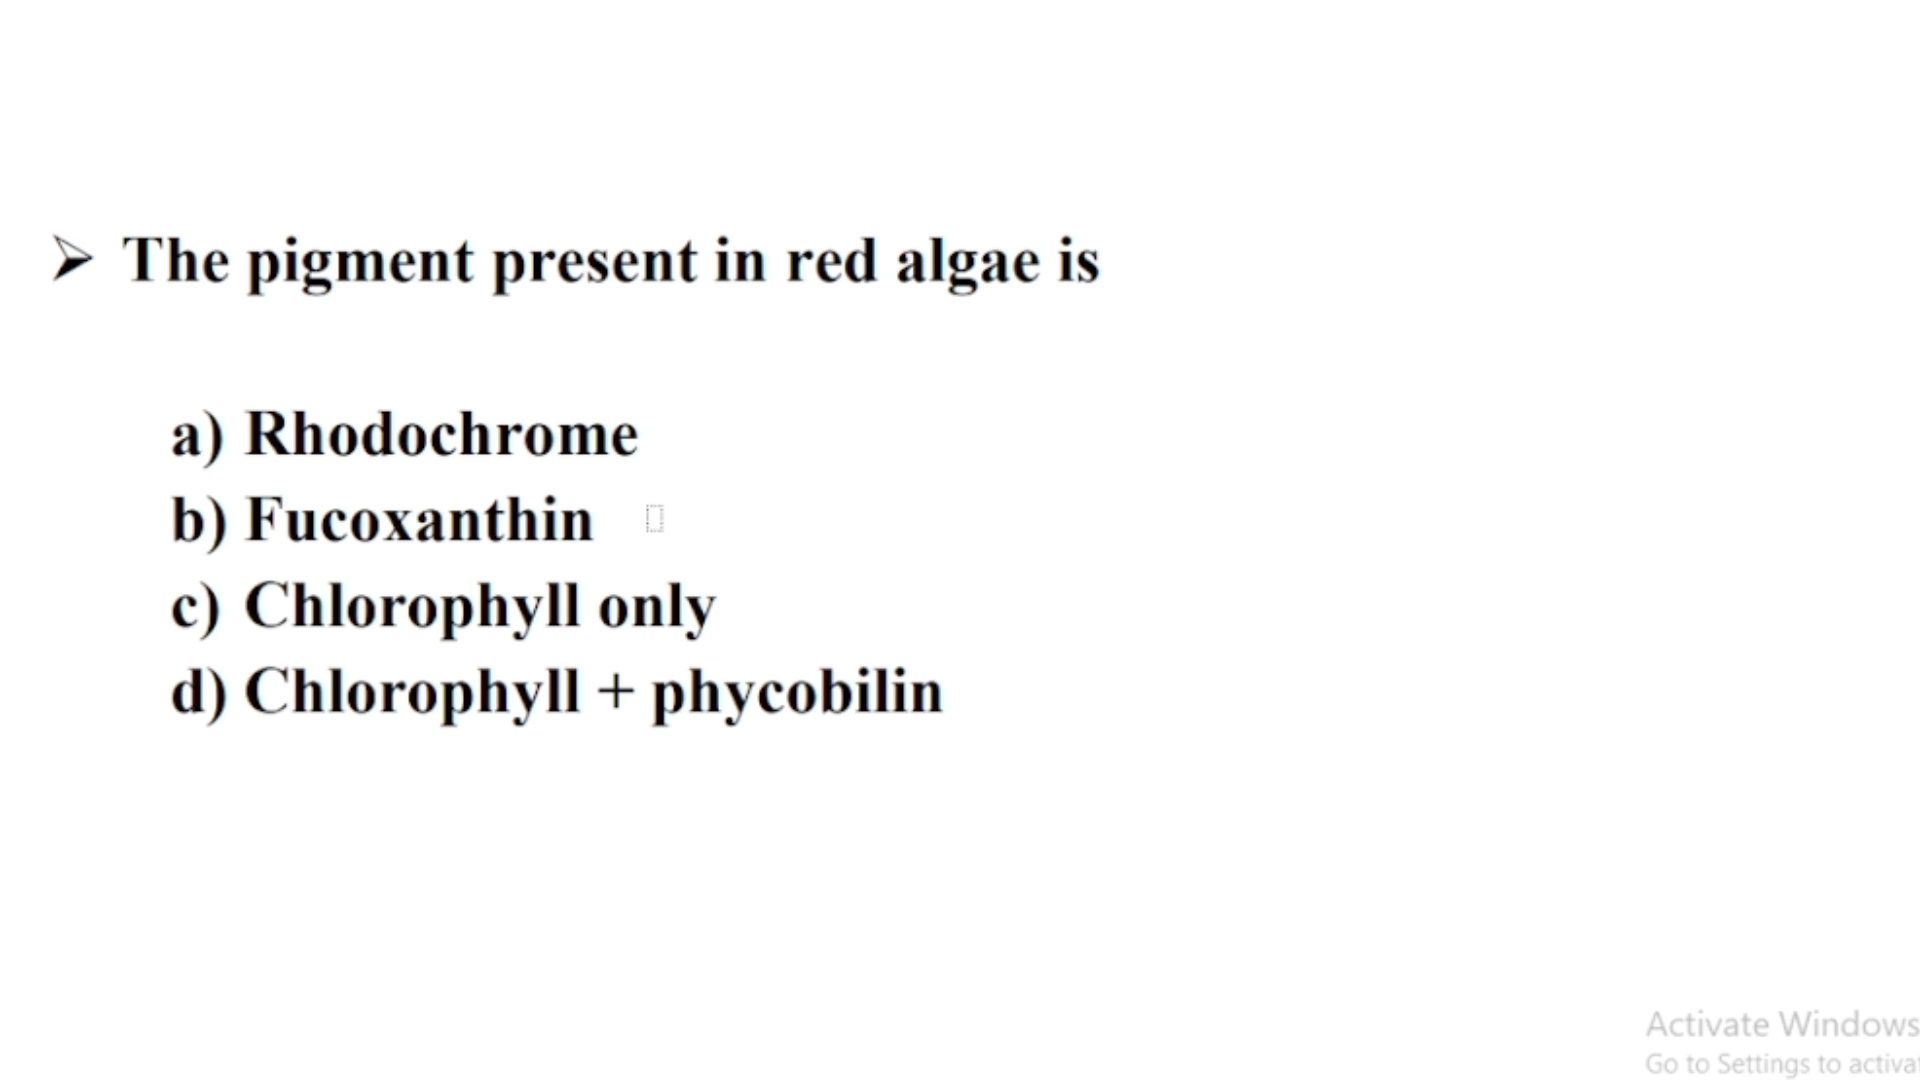 ➢ The pigment present in red algae is
a) Rhodochrome
b) Fucoxanthin
c) Chlorophyll only
d) Chlorophyll + phycobilin
Activate Windows
Go to Settings to